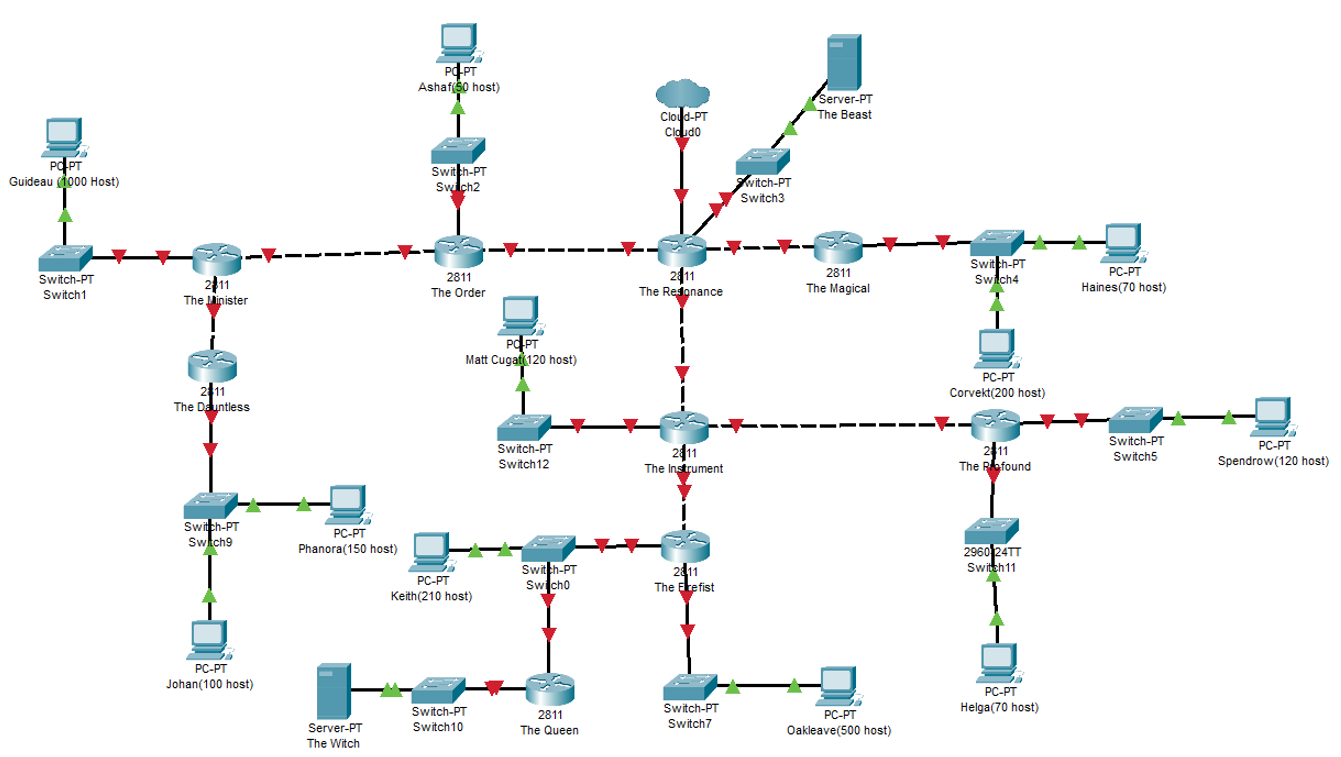 PC-PT
Ashaf(50 host)
Cloud-PT
Cloud0
Server-PT
The Beast
PC-PT
Guideau (1000 Host)
Switch-PT
Switch2
Switch-PT
Switch3
Switch-PT
Switch1
2811
The Minister
2811
The Order
2811
The Resonance
2811
The Magical
Switch-PT
Switch4
PC-PT
Haines(70 host)
PC-PT
Matt Cugat(120 host)
PC-PT
Corvekt(200 host)
2811
The Dauntless
Switch-PT
Switch12
2811
The Instrument
2811
The Profound
Switch-PT
Switch5
PC-PT
Spendrow(120 host)
Switch-PT
Switch9
PC-PT
Phanora(150 host)
PC-PT
Keith(210 host)
Switch-PT
Switch0
2811
The Firefist
2960-24TT
Switch11
PC-PT
Johan(100 host)
Server-PT
The Witch
Switch-PT
Switch10
2811
The Queen
Switch-PT
Switch7
PC-PT
Oakleave(500 host)
PC-PT
Helga(70 host)